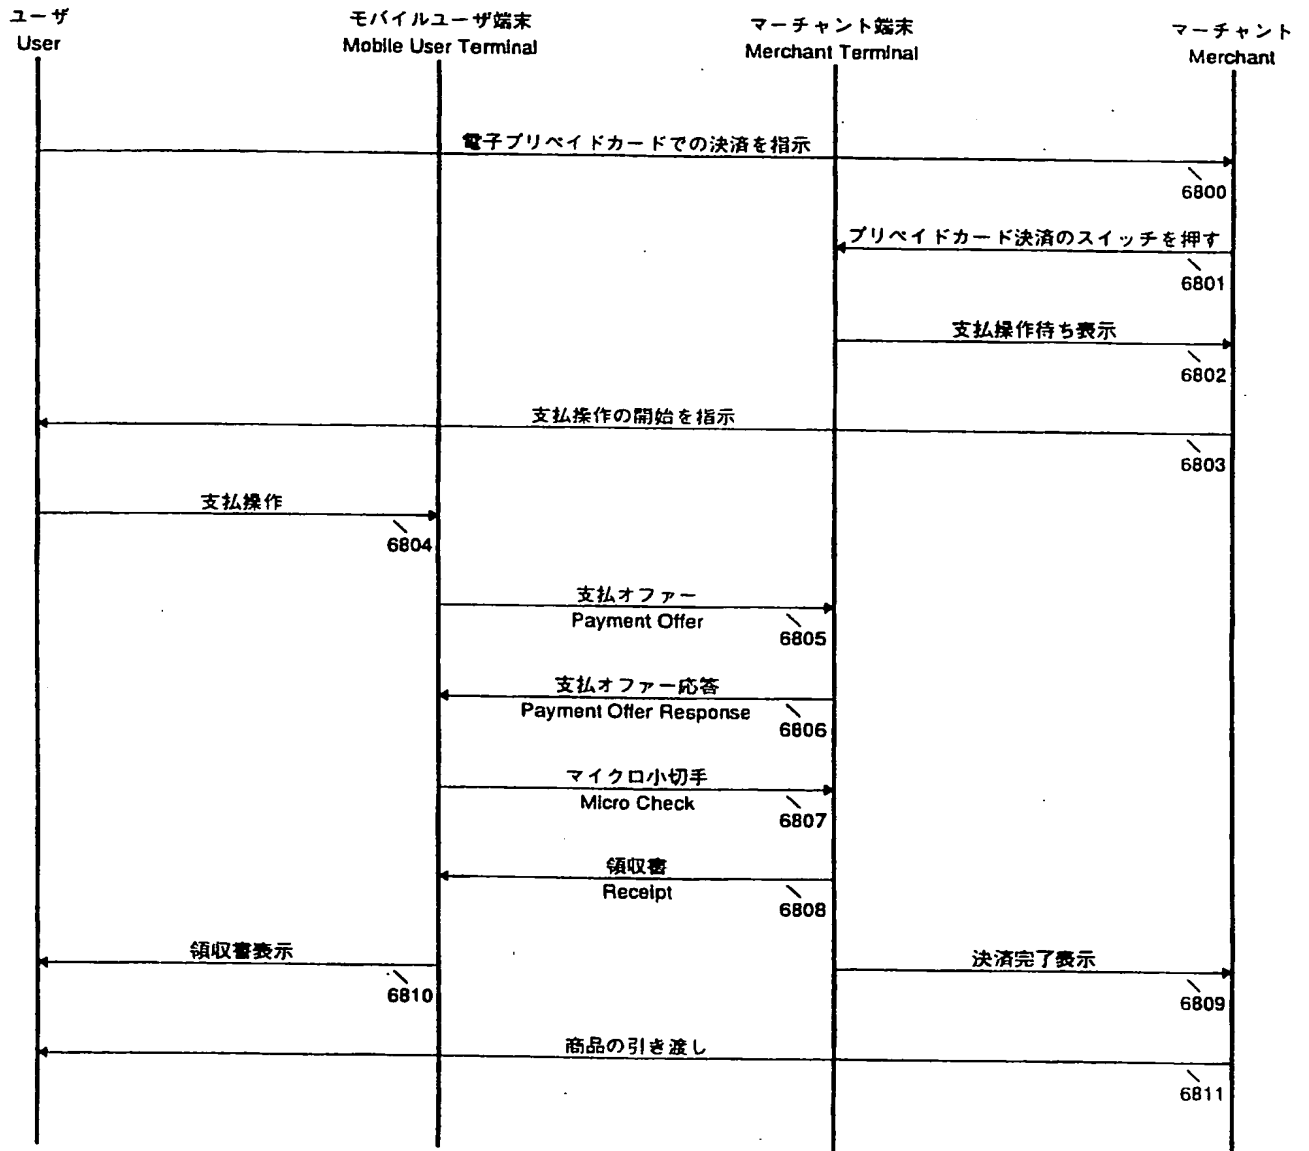 ユーザ
User
モバイルユーザ端末
Mobile User Terminal
マーチャント端末
Merchant Terminal
マーチャント
Merchant
電子プリペイドカードでの決済を指示
6800
プリペイドカード決済のスイッチを押す
6801
支払操作待ち表示
6802
支払操作の開始を指示
6803
支払操作
6804
支払オファー
Payment Offer
6805
支払オファー応答
Payment Offer Response
6806
マイクロ小切手
Micro Check
6807
領収書
Receipt
6808
領収書表示
6810
決済完了表示
6809
商品の引き渡し
6811